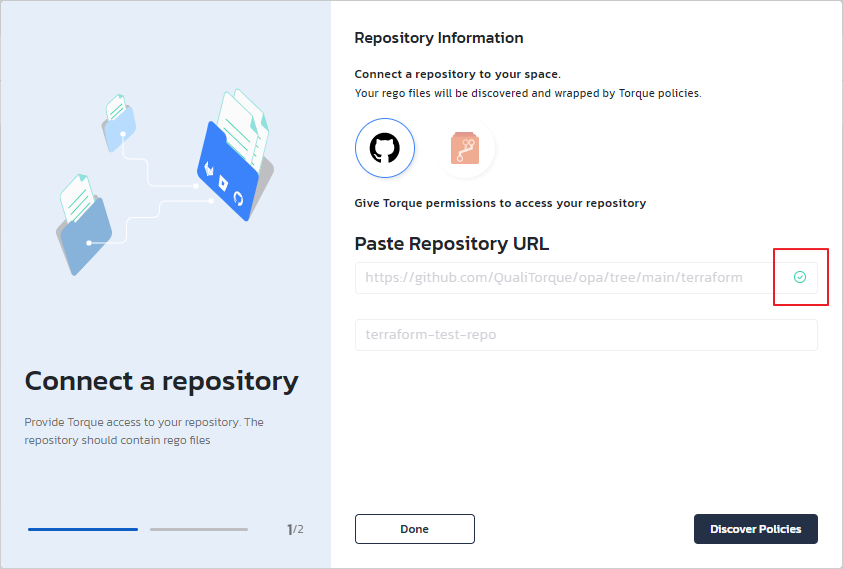 Repository Information
Connect a repository to your space.
Your rego files will be discovered and wrapped by Torque policies.
Give Torque permissions to access your repository
Paste Repository URL
https://github.com/QualiTorque/opa/tree/main/terraform
terraform-test-repo
Connect a repository
Provide Torque access to your repository. The
repository should contain rego files
1/2
Done
Discover Policies